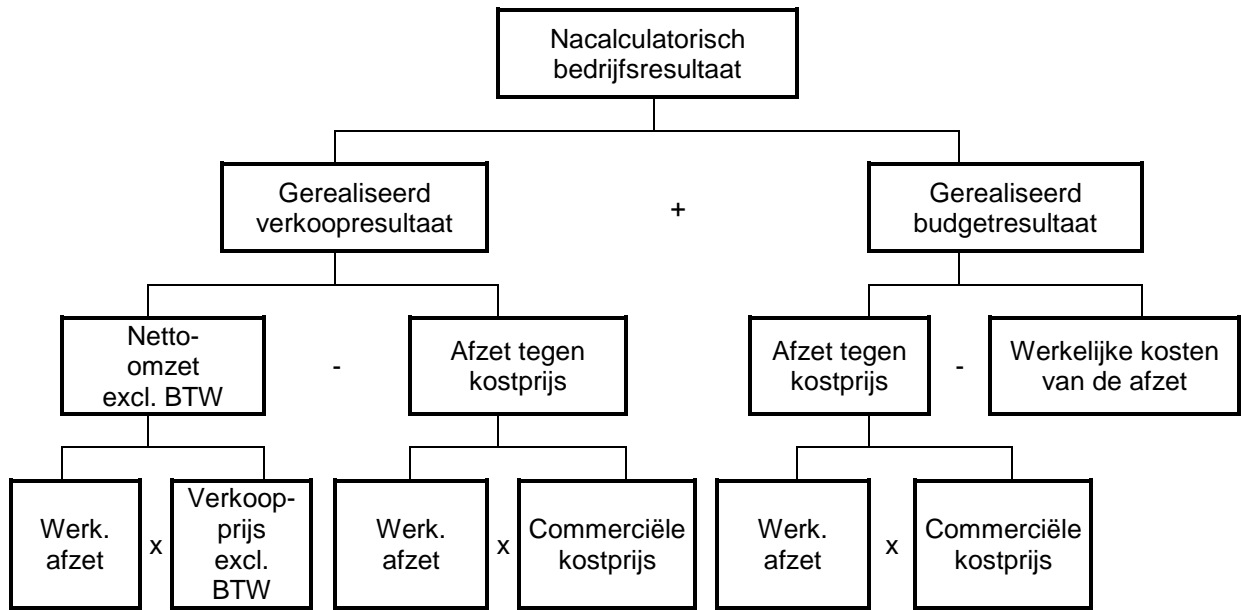 Nacalculatorisch
bedrijfsresultaat
Gerealiseerd
verkoopresultaat
+
Gerealiseerd
budgetresultaat
Netto-
omzet
excl. BTW
-
Afzet tegen
kostprijs
Afzet tegen
kostprijs
-
Werkelijke kosten
van de afzet
Werk.
afzet
x
Verkoop-
prijs
excl.
BTW
Werk.
afzet
x
Commerciële
kostprijs
Werk.
afzet
x
Commerciële
kostprijs